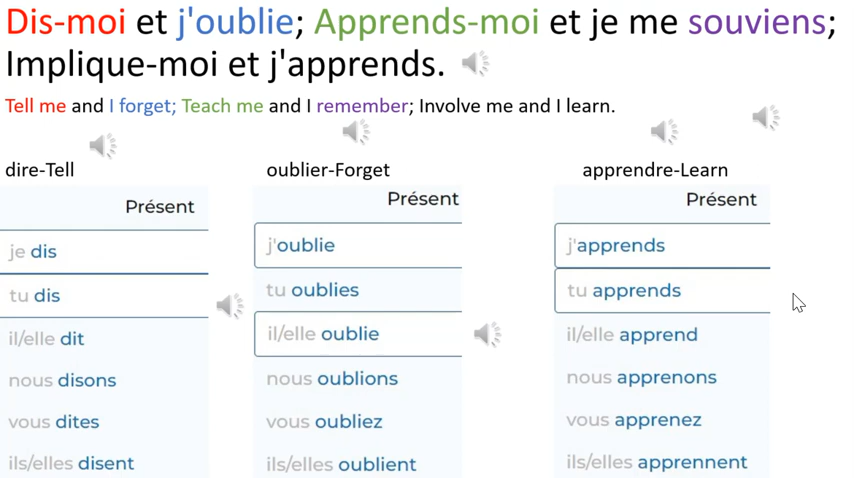 Dis-moi et j'oublie; Apprends-moi et je me souviens;
Implique-moi et j'apprends.
Tell me and I forget; Teach me and I remember; Involve me and I learn.
dire-Tell
Présent
je dis
tu dis
il/elle dit
nous disons
vous dites
ils/elles disent
oublier-Forget
Présent
j'oublie
tu oublies
il/elle oublie
nous oublions
vous oubliez
ils/elles oublient
apprendre-Learn
Présent
j'apprends
tu apprends
il/elle apprend
nous apprenons
vous apprenez
ils/elles apprennent